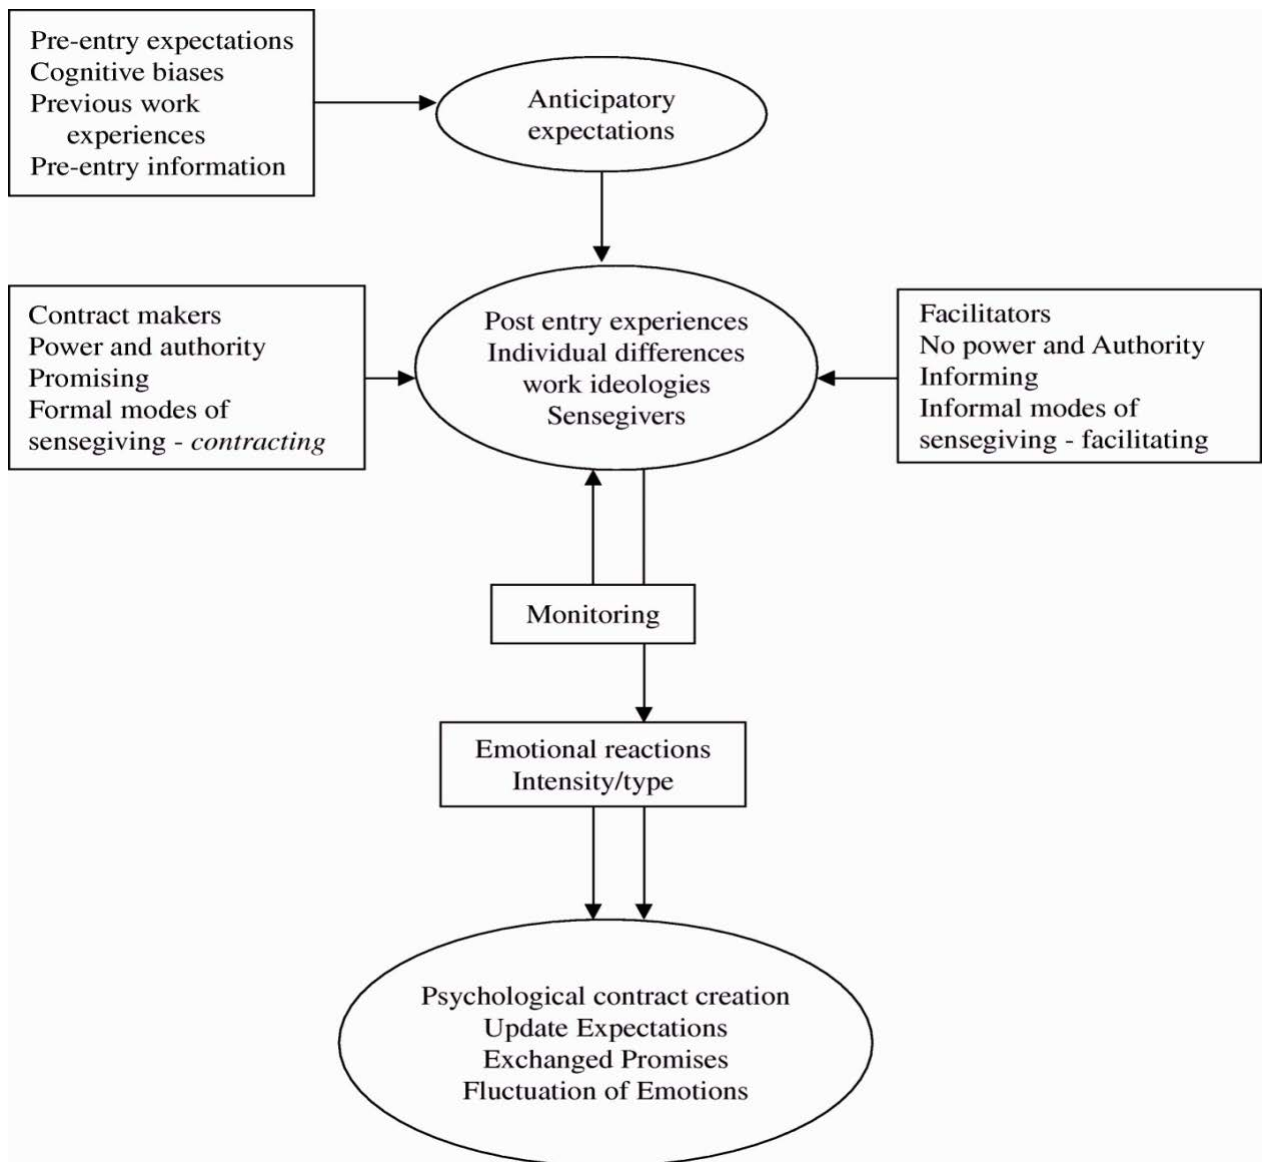 Pre-entry expectations
Cognitive biases
Previous work
experiences
Pre-entry information
Anticipatory
expectations
Contract makers
Power and authority
Promising
Formal modes of
sensegiving - contracting
Post entry experiences
Individual differences
work ideologies
Sensegivers
Facilitators
No power and Authority
Informing
Informal modes of
sensegiving - facilitating
Monitoring
Emotional reactions
Intensity/type
Psychological contract creation
Update Expectations
Exchanged Promises
Fluctuation of Emotions